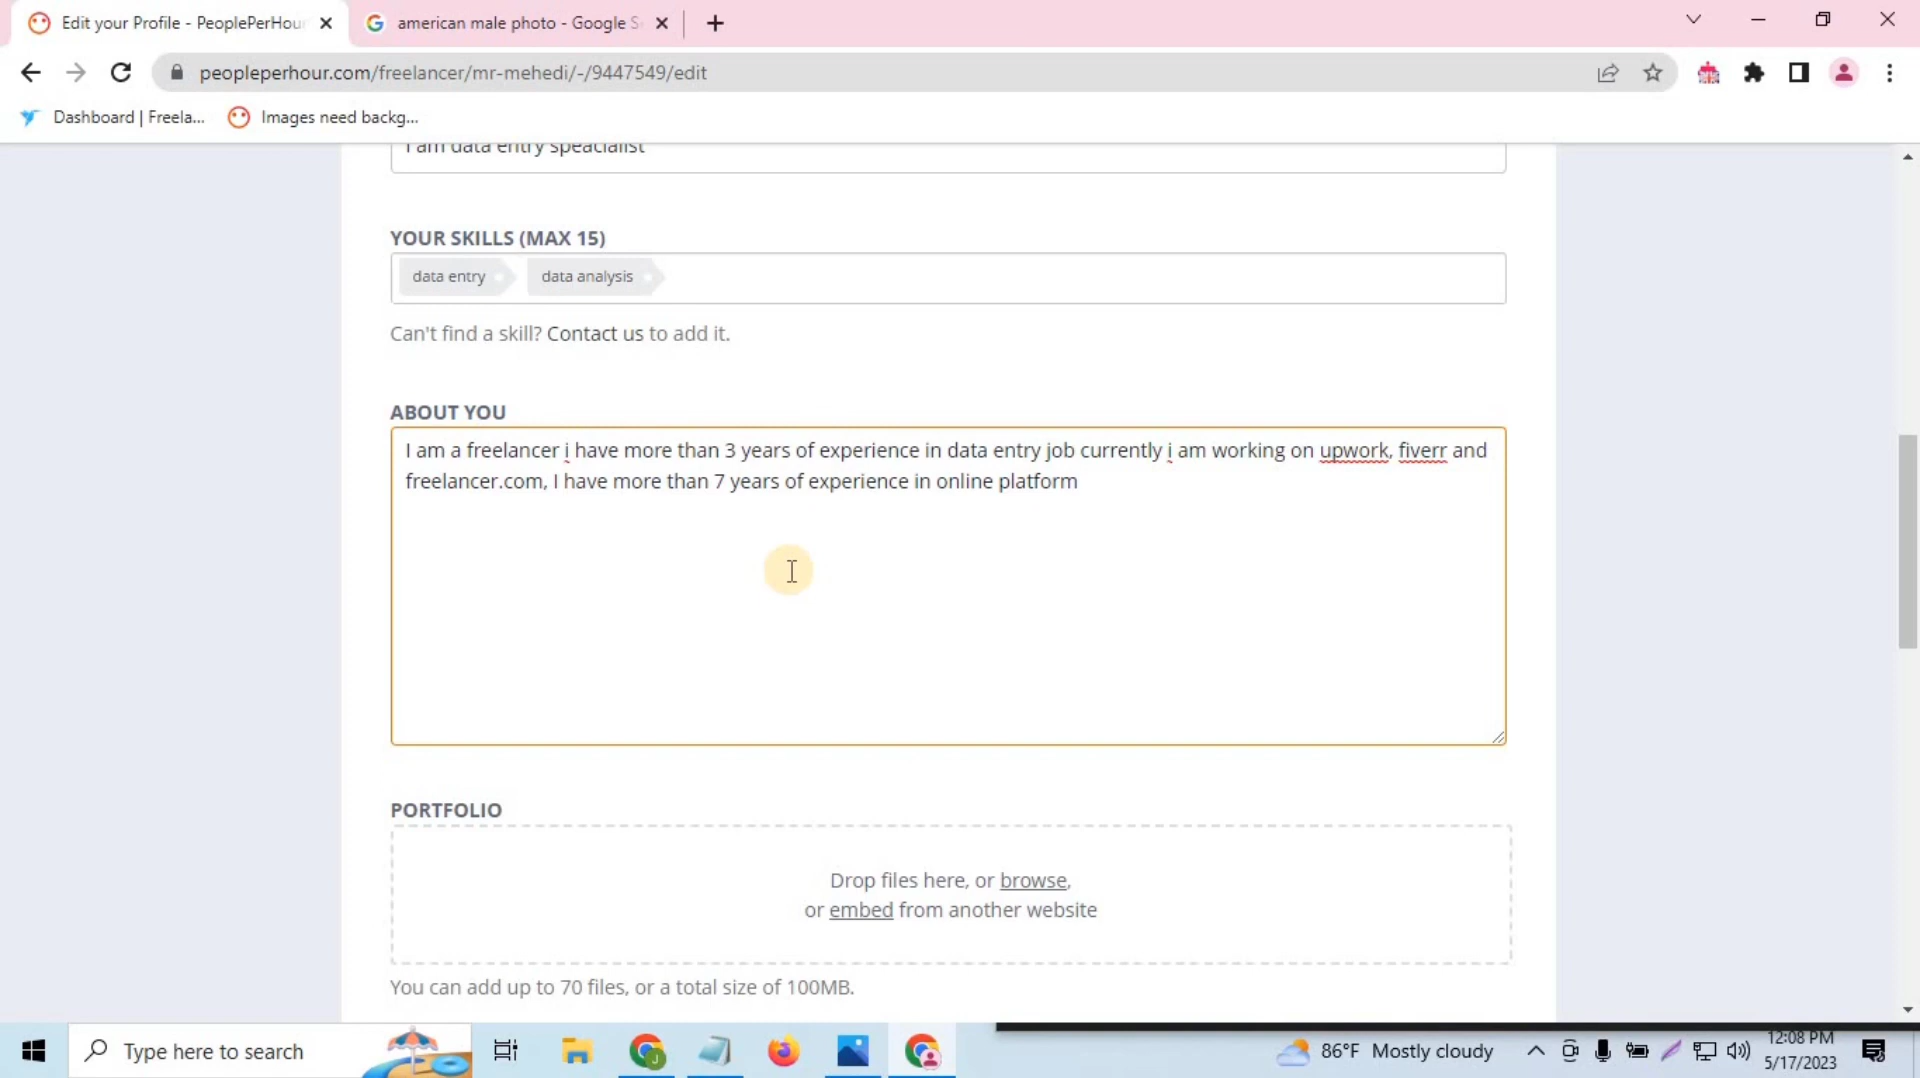 Edit your Profile - PeoplePerHour
american male photo - Google S
peopleperhour.com/freelancer/mr-mehedi/-/9447549/edit
Dashboard | Freela...
Images need backg...
I am data entry speacialist
YOUR SKILLS (MAX 15)
data entry
data analysis
Can't find a skill? Contact us to add it.
ABOUT YOU
I am a freelancer i have more than 3 years of experience in data entry job currently i am working on upwork, fiverr and
freelancer.com, I have more than 7 years of experience in online platform
PORTFOLIO
Drop files here, or browse,
or embed from another website
You can add up to 70 files, or a total size of 100MB.
Type here to search
J
86°F Mostly cloudy
12:08 PM
5/17/2023